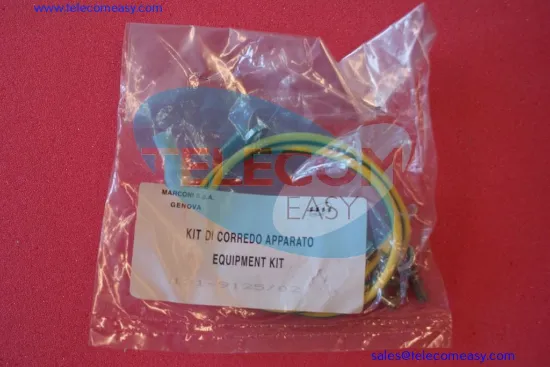 www.telecomeasy.com
TELECOM
EASY
MARCONI S.p.A.
GENOVA
KIT DI CORREDO APPARATO
EQUIPMENT KIT
sales@telecomeasy.com